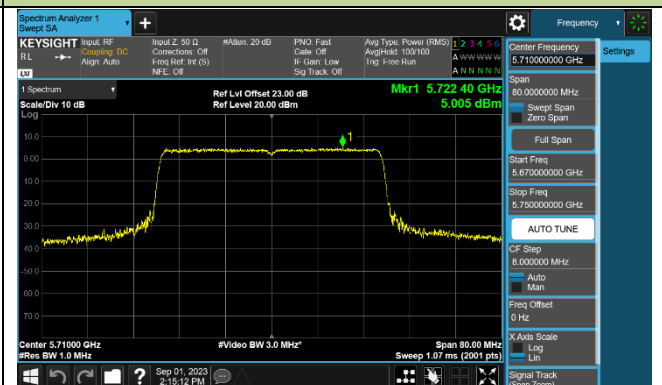 Spectrum Analyzer 1
Swept SA
+
Frequency
KEYSIGHT
RL
LXI
Input: RF
Coupling: DC
Align: Auto
Input Z: 50 Ω
Corrections: Off
Freq Ref: Int (S)
NFE: Off
#Atten: 20 dB
PNO: Fast
Gate: Off
IF Gain: Low
Sig Track: Off
Avg Type: Power (RMS)
Avg|Hold: 100/100
Trig: Free Run
1 2 3 4 5 6
A W W W W W
A N N N N N
1 Spectrum
Scale/Div 10 dB
Log
Ref Lvl Offset 23.00 dB
Ref Level 20.00 dBm
Mkr1 5.722 40 GHz
5.005 dBm
1
10.0
0.00
-10.0
-20.0
-30.0
-40.0
-50.0
-60.0
-70.0
Center 5.71000 GHz
#Res BW 1.0 MHz
#Video BW 3.0 MHz*
Span 80.00 MHz
Sweep 1.07 ms (2001 pts)
Sep 01, 2023
2:15:12 PM
Center Frequency
5.710000000 GHz
Settings
Span
80.0000000 MHz
Swept Span
Zero Span
Full Span
Start Freq
5.670000000 GHz
Stop Freq
5.750000000 GHz
AUTO TUNE
CF Step
8.000000 MHz
Auto
Man
Freq Offset
0 Hz
X Axis Scale
Log
Lin
Signal Track
(Span Zoom)